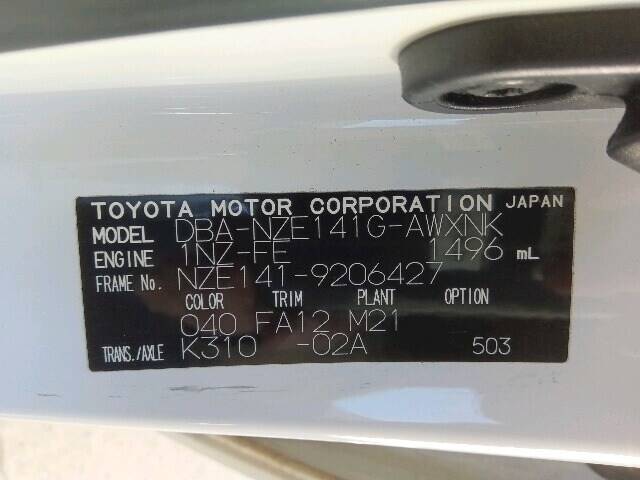 TOYOTA MOTOR CORPORATION JAPAN
MODEL DBA-NZE141G-AWXNK
ENGINE 1NZ-FE 1496 mL
FRAME No. NZE141-9206427
COLOR TRIM PLANT OPTION
040 FA12 M21
TRANS./AXLE K310 -02A 503